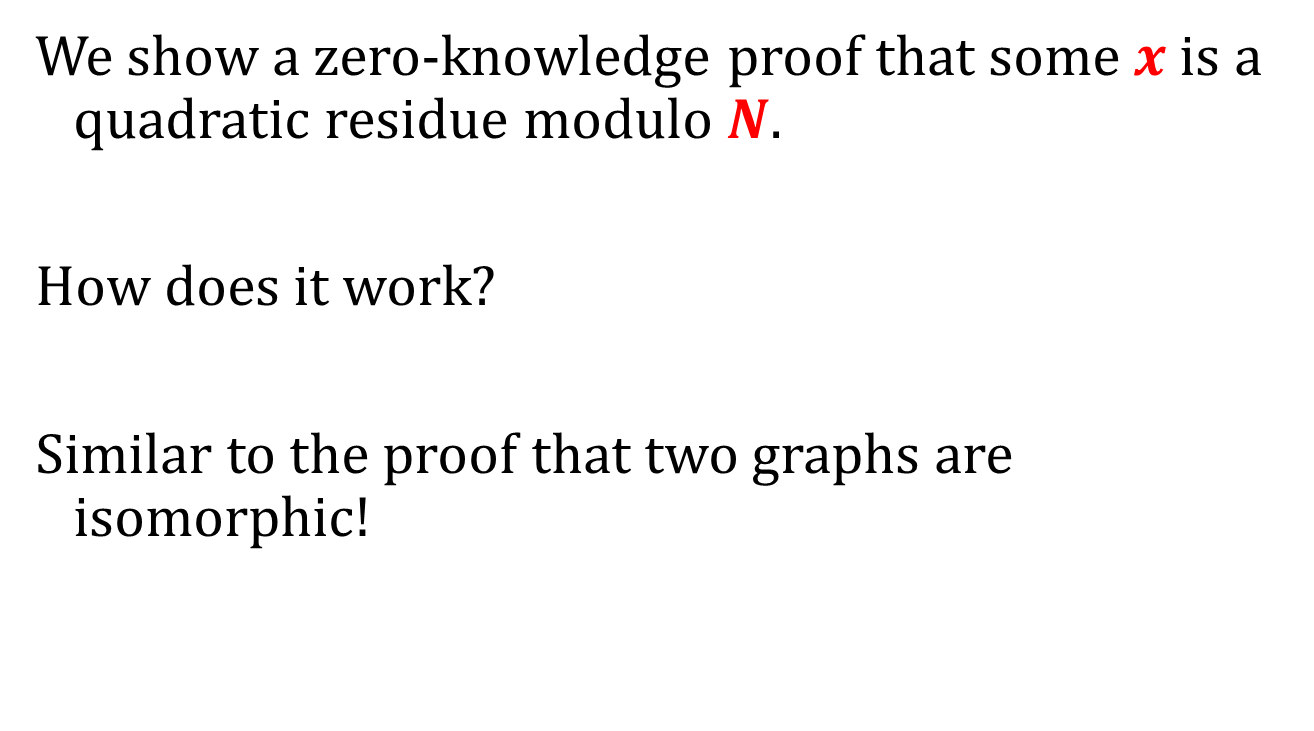 We show a zero-knowledge proof that some x is a
quadratic residue modulo N.
How does it work?
Similar to the proof that two graphs are
isomorphic!